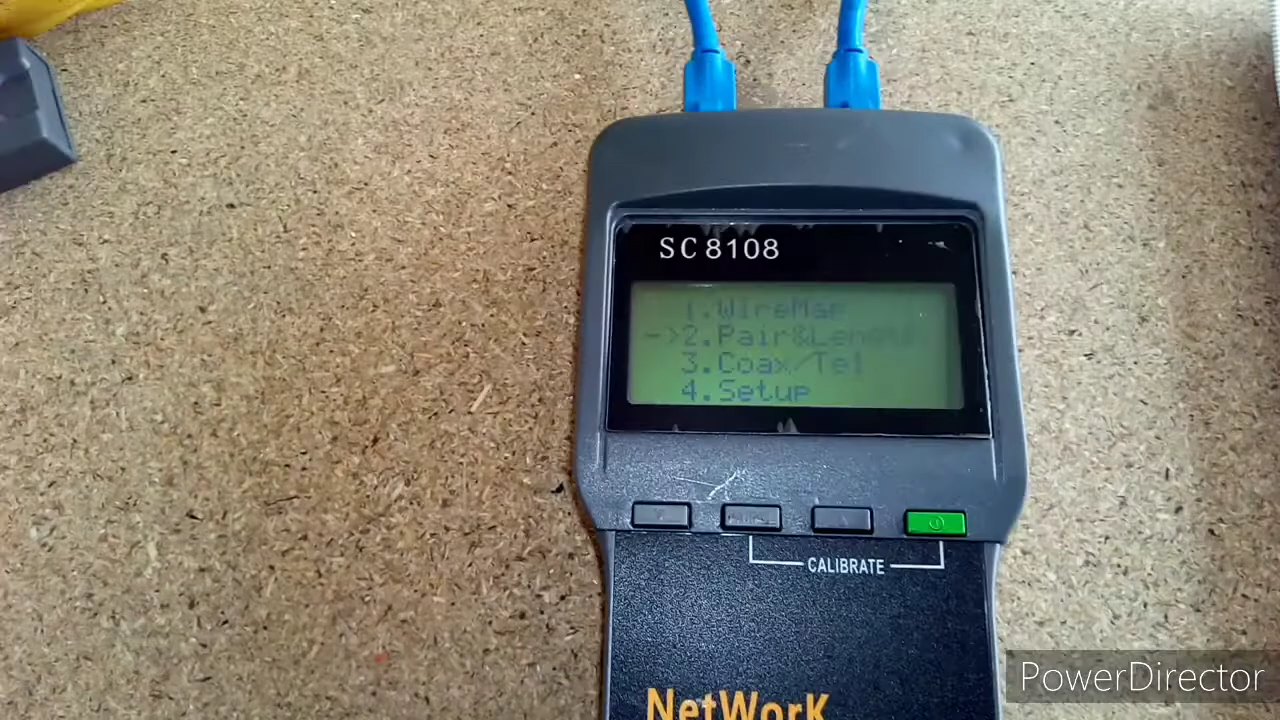 SC8108
1.WireMap
->2.Pair&Length
3.Coax/Tel
4.Setup
CALIBRATE
NetWorK
PowerDirector